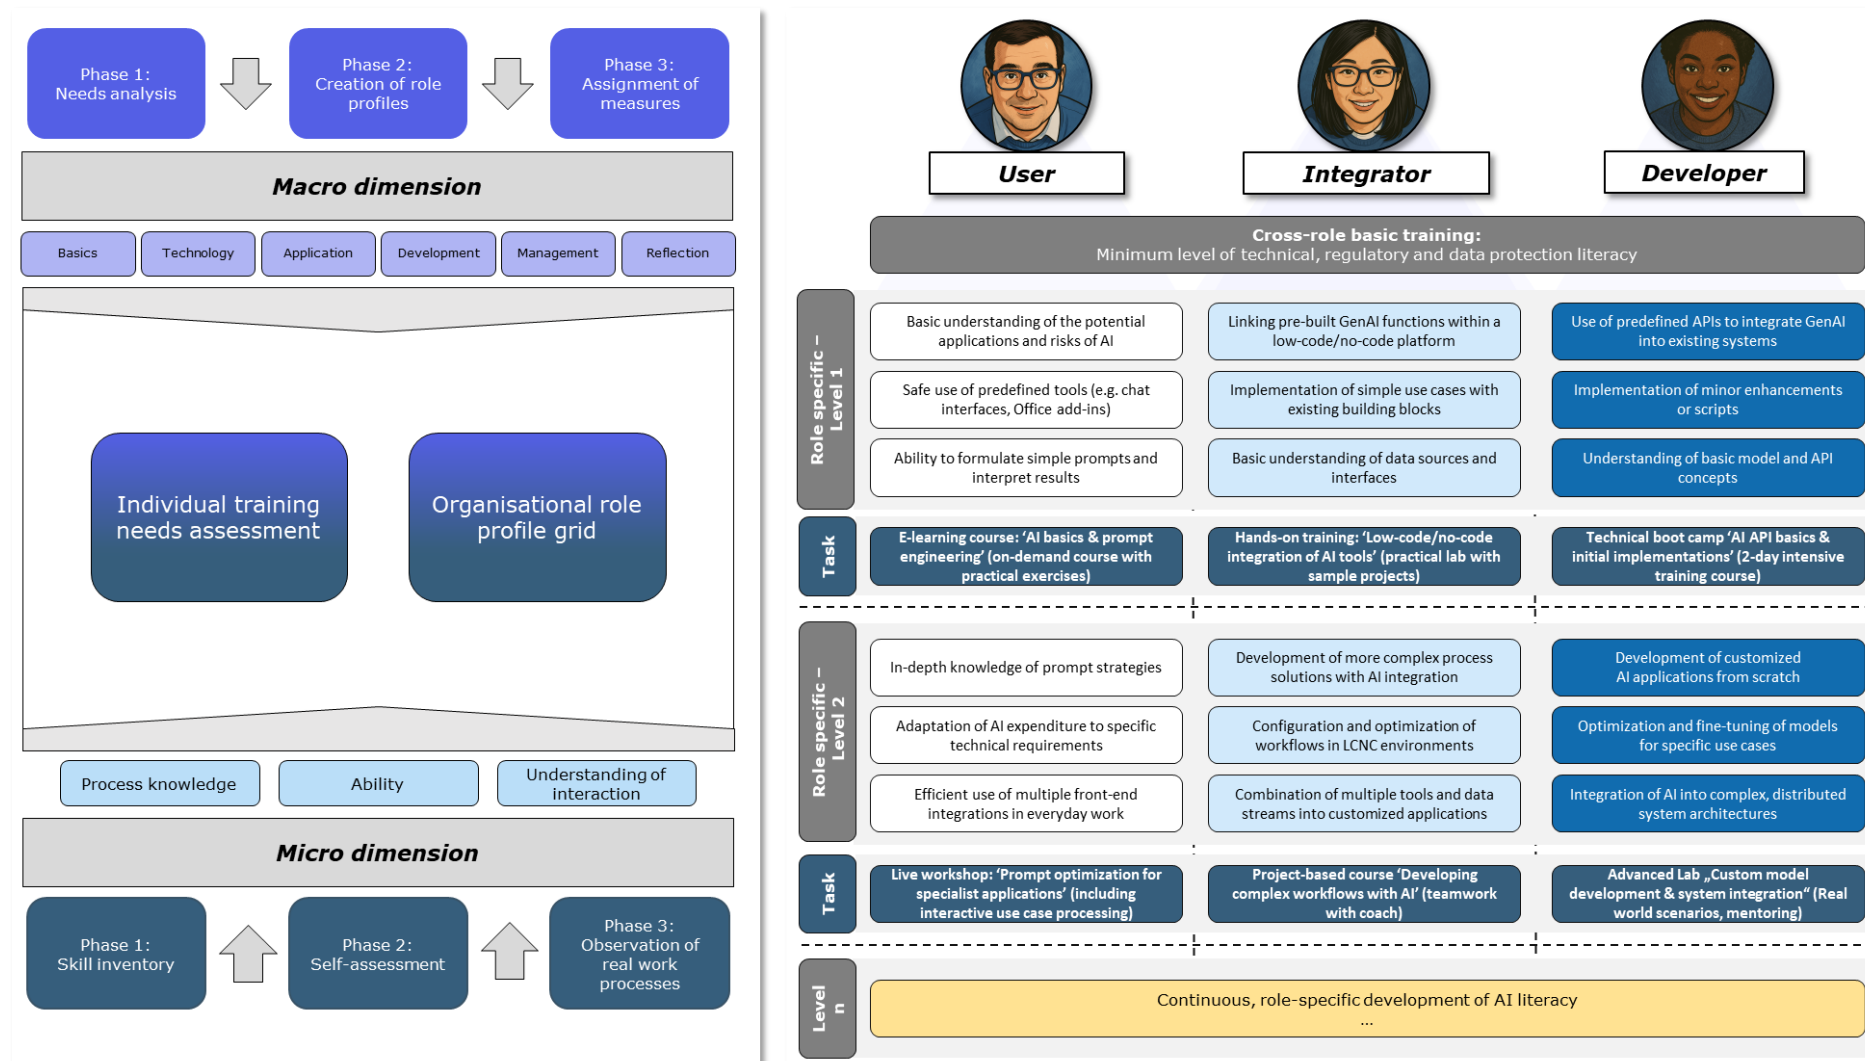 Phase 1:
Needs analysis
Phase 2:
Creation of role
profiles
Phase 3:
Assignment of
measures
Macro dimension
Basics
Technology
Application
Development
Management
Reflection
Individual training
needs assessment
Organisational role
profile grid
Process knowledge
Ability
Understanding of
interaction
Micro dimension
Phase 1:
Skill inventory
Phase 2:
Self-assessment
Phase 3:
Observation of
real work
processes
User
Integrator
Developer
Cross-role basic training:
Minimum level of technical, regulatory and data protection literacy
Role specific –
Level 1
Basic understanding of the potential
applications and risks of AI
Linking pre-built GenAI functions within a
low-code/no-code platform
Use of predefined APIs to integrate GenAI
into existing systems
Safe use of predefined tools (e.g. chat
interfaces, Office add-ins)
Implementation of simple use cases with
existing building blocks
Implementation of minor enhancements
or scripts
Ability to formulate simple prompts and
interpret results
Basic understanding of data sources and
interfaces
Understanding of basic model and API
concepts
Task
E-learning course: ‘AI basics & prompt
engineering’ (on-demand course with
practical exercises)
Hands-on training: ‘Low-code/no-code
integration of AI tools’ (practical lab with
sample projects)
Technical boot camp ‘AI API basics &
initial implementations’ (2-day intensive
training course)
Role specific –
Level 2
In-depth knowledge of prompt strategies
Development of more complex process
solutions with AI integration
Development of customized
AI applications from scratch
Adaptation of AI expenditure to specific
technical requirements
Configuration and optimization of
workflows in LCNC environments
Optimization and fine-tuning of models
for specific use cases
Efficient use of multiple front-end
integrations in everyday work
Combination of multiple tools and data
streams into customized applications
Integration of AI into complex, distributed
system architectures
Task
Live workshop: ‘Prompt optimization for
specialist applications’ (including
interactive use case processing)
Project-based course ‘Developing
complex workflows with AI’ (teamwork
with coach)
Advanced Lab „Custom model
development & system integration“ (Real
world scenarios, mentoring)
Level
n
Continuous, role-specific development of AI literacy
...